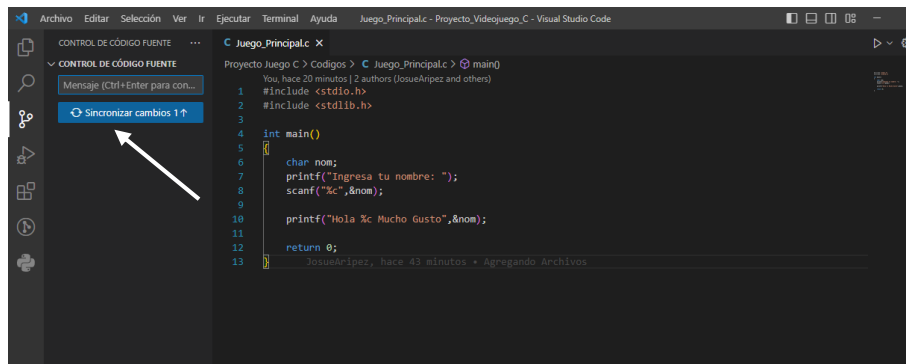 Archivo Editar Selección Ver Ir Ejecutar Terminal Ayuda Juego_Principal.c - Proyecto_Videojuego_C - Visual Studio Code
CONTROL DE CÓDIGO FUENTE ...
CONTROL DE CÓDIGO FUENTE
Mensaje (Ctrl+Enter para con...
Sincronizar cambios 1↑
C Juego_Principal.c ×
Proyecto Juego C > Codigos > C Juego_Principal.c > main()
You, hace 20 minutos | 2 authors (JosueAripez and others)
1 #include <stdio.h>
2 #include <stdlib.h>
3
4 int main()
5 {
6 char nom;
7 printf("Ingresa tu nombre: ");
8 scanf("%c",&nom);
9
10 printf("Hola %c Mucho Gusto",&nom);
11
12 return 0;
13 } JosueAripez, hace 43 minutos • Agregando Archivos